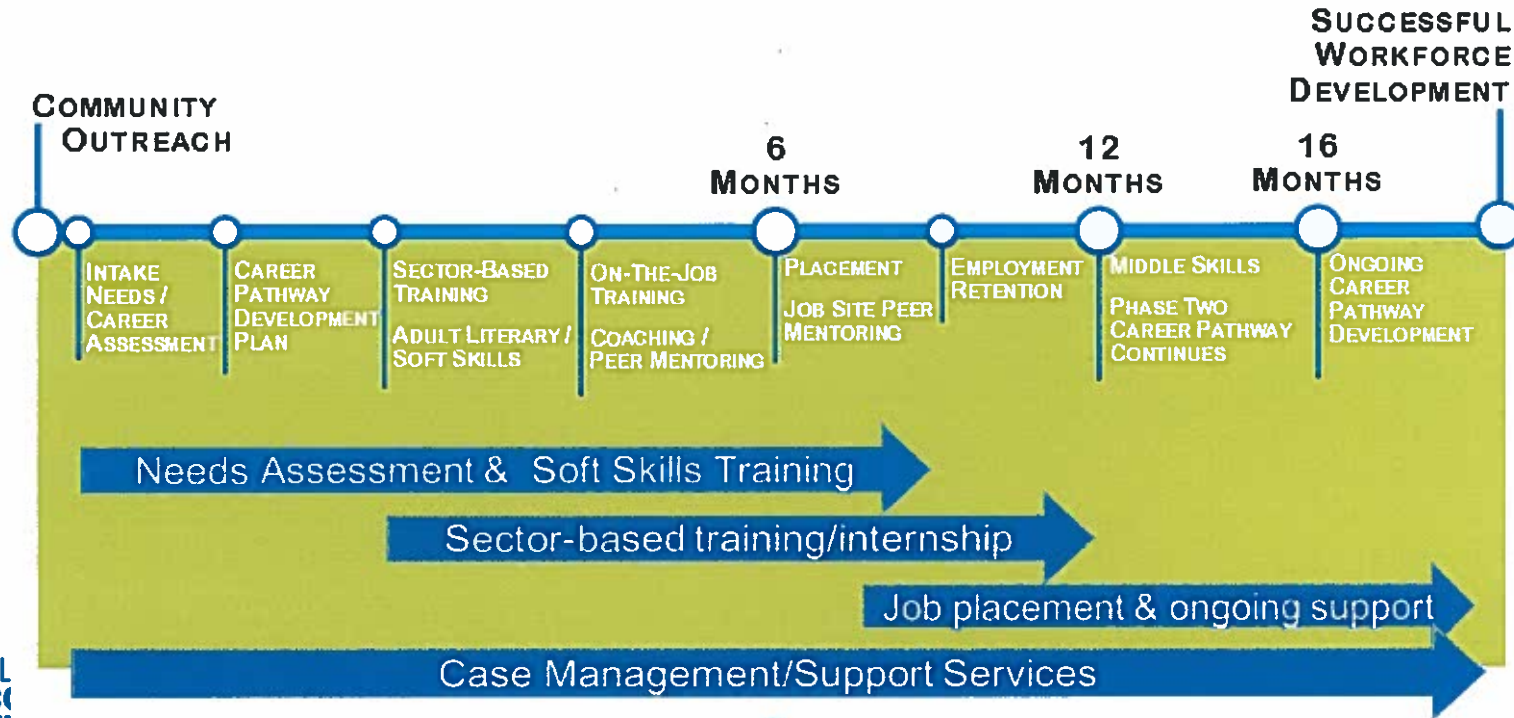 SUCCESSFUL
WORKFORCE
DEVELOPMENT
COMMUNITY
OUTREACH
6
MONTHS
12
MONTHS
16
MONTHS
INTAKE
NEEDS /
CAREER
ASSESSMENT
CAREER
PATHWAY
DEVELOPMENT
PLAN
SECTOR-BASED
TRAINING
ADULT LITERARY /
SOFT SKILLS
ON-THE-JOB
TRAINING
COACHING /
PEER MENTORING
PLACEMENT
JOB SITE PEER
MENTORING
EMPLOYMENT
RETENTION
MIDDLE SKILLS
PHASE TWO
CAREER PATHWAY
CONTINUES
ONGOING
CAREER
PATHWAY
DEVELOPMENT
Needs Assessment & Soft Skills Training
Sector-based training/internship
Job placement & ongoing support
Case Management/Support Services